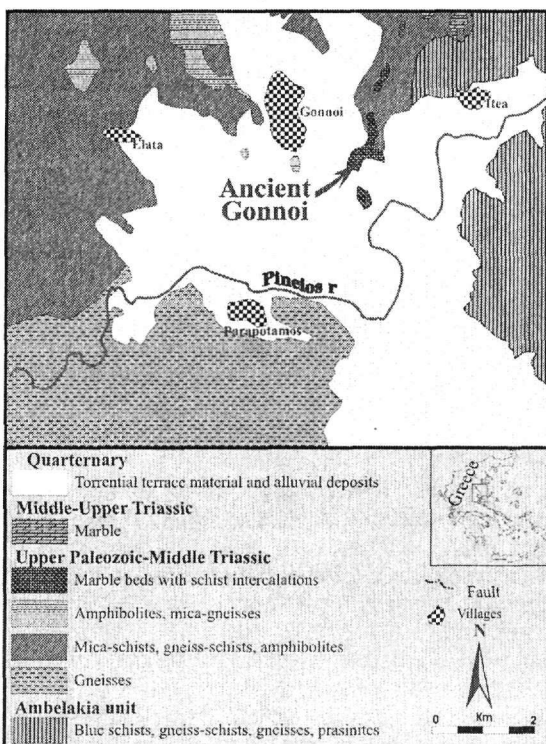 Gonnoi
Itea
Elata
Ancient
Gonnoi
Pineios r
Parapotamos
Quarternary
Torrential terrace material and alluvial deposits
Middle-Upper Triassic
Marble
Upper Paleozoic-Middle Triassic
Marble beds with schist intercalations
Amphibolites, mica-gneisses
Mica-schists, gneiss-schists, amphibolites
Gneisses
Ambelakia unit
Blue schists, gneiss-schists, gneisses, prasinites
Greece
Fault
Villages
N
0 Km 2